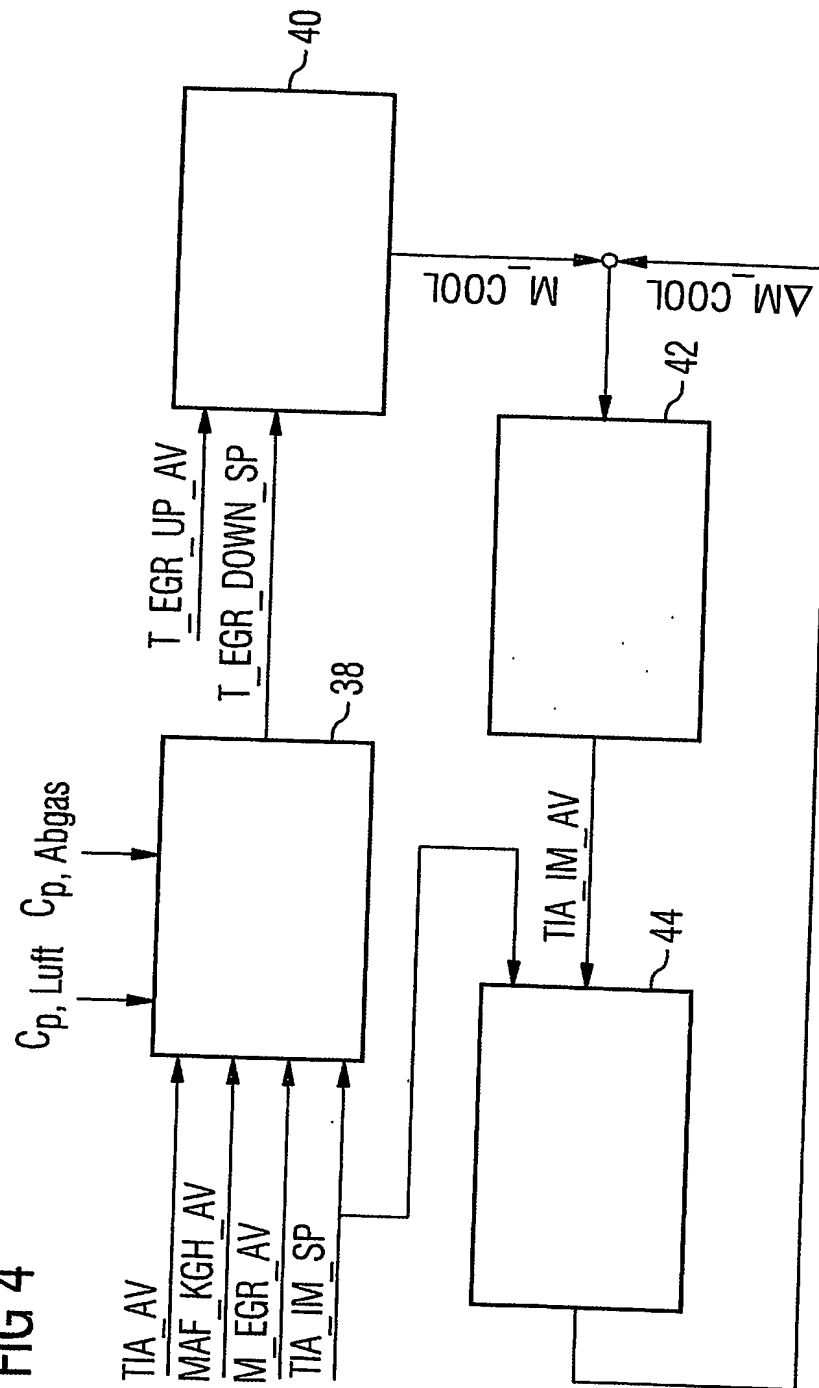 FIG 4
C_p, Luft C_p, Abgas
TIA_AV
MAF_KGH_AV
M_EGR_AV
TIA_IM_SP
38
T_EGR_UP_AV
T_EGR_DOWN_SP
40
M_COOL
ΔM_COOL
42
TIA_IM_AV
44